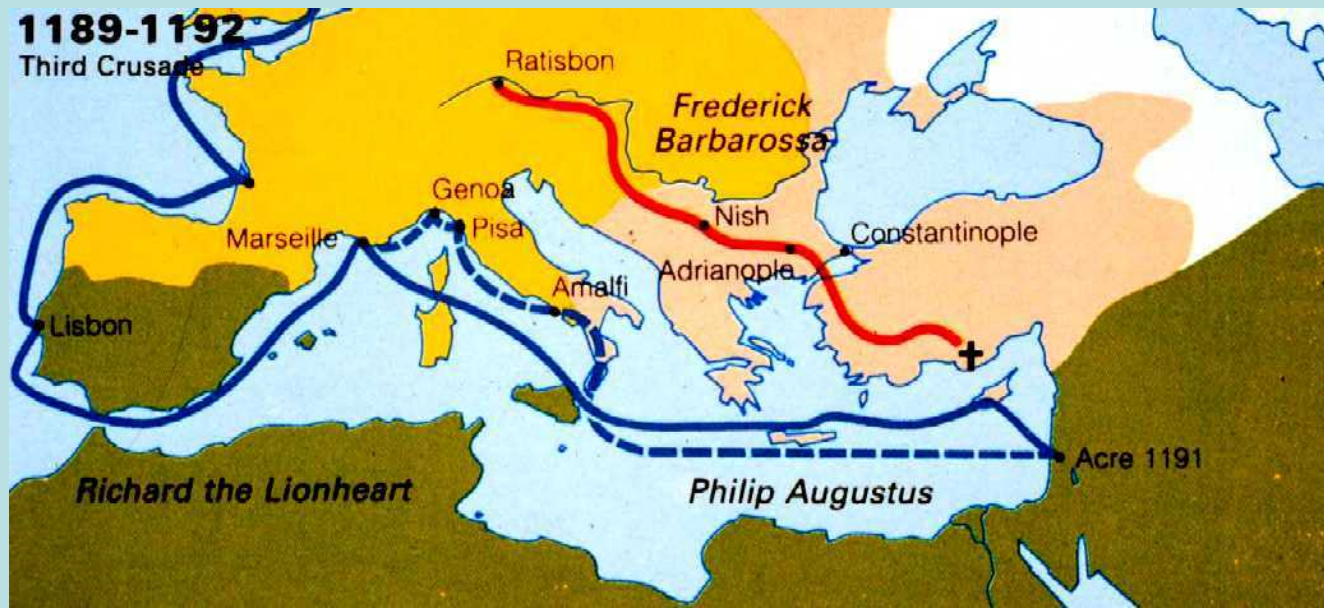 1189-1192
Third Crusade
Ratisbon
Frederick
Barbarossa
Genoa
Pisa
Marseille
Nish
Constantinople
Adrianople
Amalfi
Lisbon
Acre 1191
Richard the Lionheart
Philip Augustus